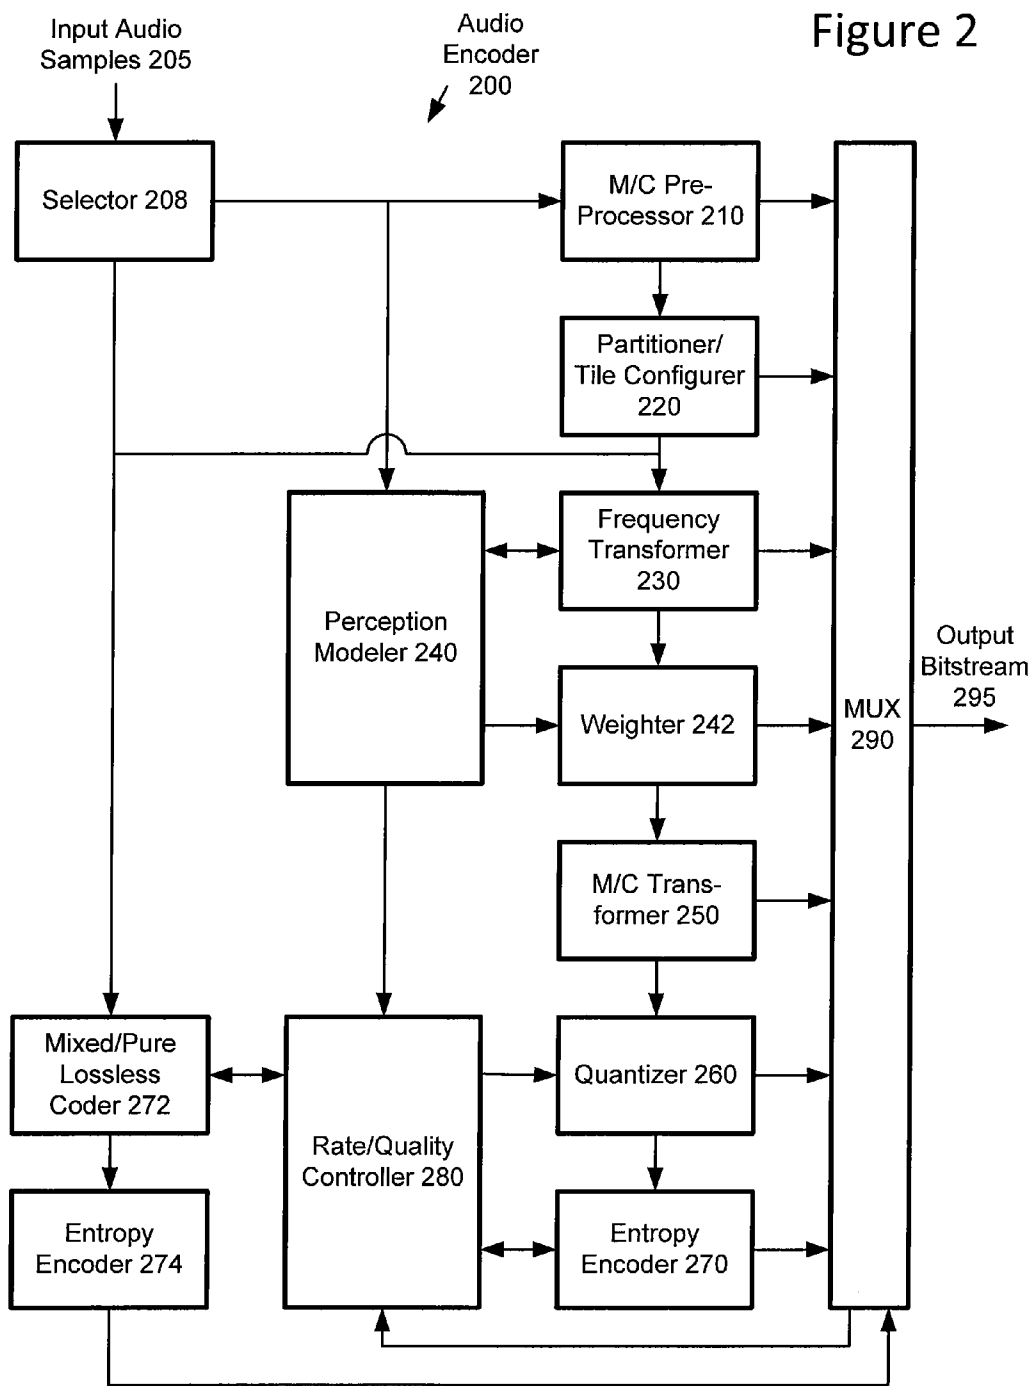 Figure 2
Input Audio
Samples 205
Audio
Encoder
200
Selector 208
M/C Pre-
Processor 210
Partitioner/
Tile Configurer
220
Frequency
Transformer
230
Perception
Modeler 240
Weighter 242
MUX
290
Output
Bitstream
295
M/C Trans-
former 250
Mixed/Pure
Lossless
Coder 272
Rate/Quality
Controller 280
Quantizer 260
Entropy
Encoder 274
Entropy
Encoder 270